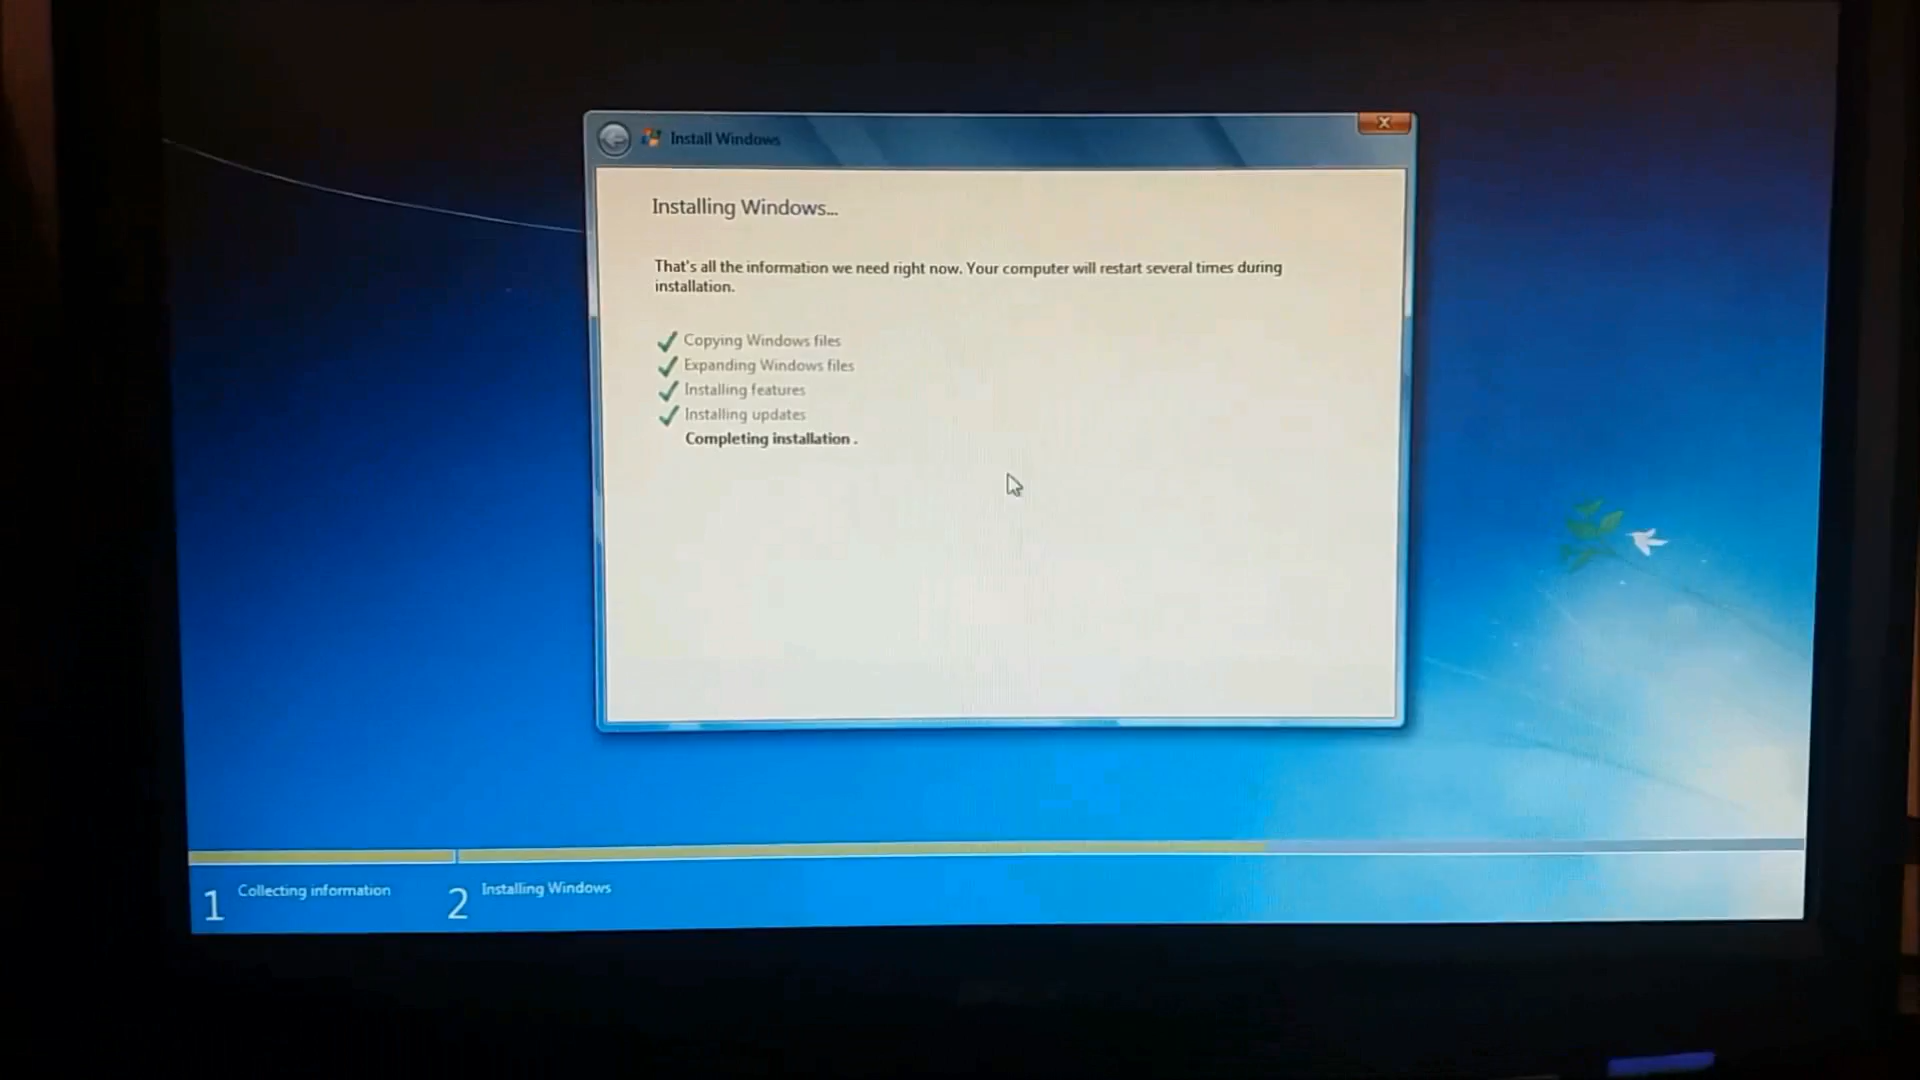 Install Windows
Installing Windows...
That's all the information we need right now. Your computer will restart several times during
installation.
Copying Windows files
Expanding Windows files
Installing features
Installing updates
Completing installation .
1 Collecting information
2 Installing Windows